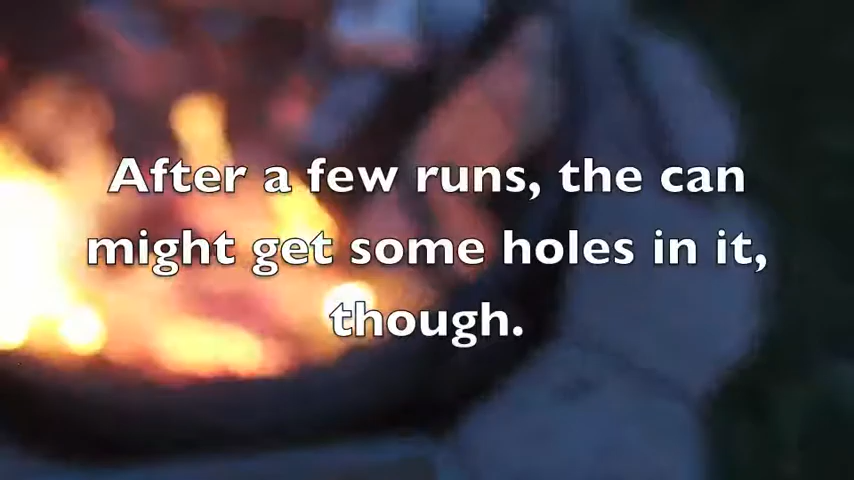 After a few runs, the can
might get some holes in it,
though.